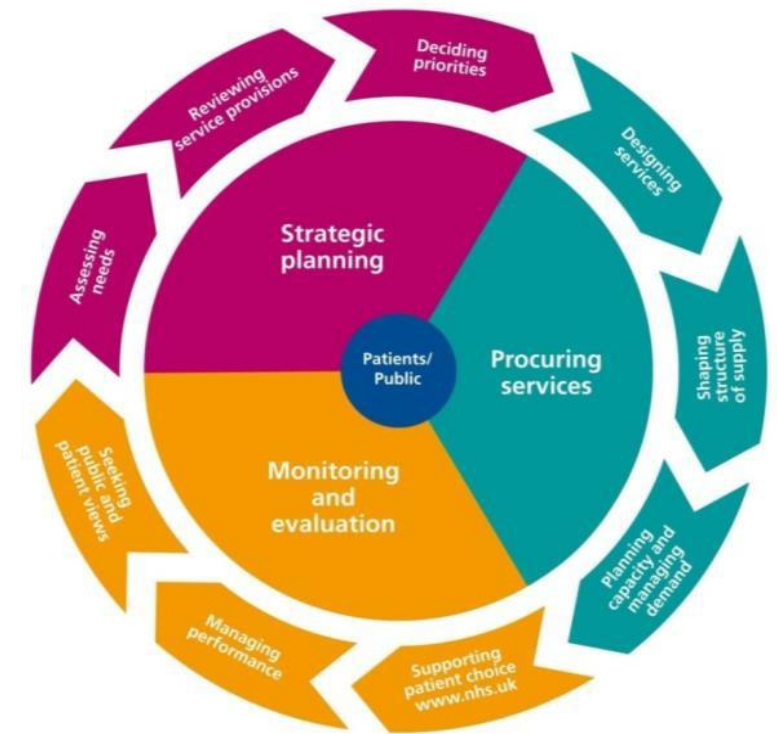 Deciding
priorities
Designing
services
Shaping
structure
of supply
Planning
capacity and
managing
demand
Supporting
patient choice
www.nhs.uk
Managing
performance
Seeking
public and
patient views
Assessing
needs
Reviewing
service provisions
Strategic
planning
Procuring
services
Monitoring
and
evaluation
Patients/
Public